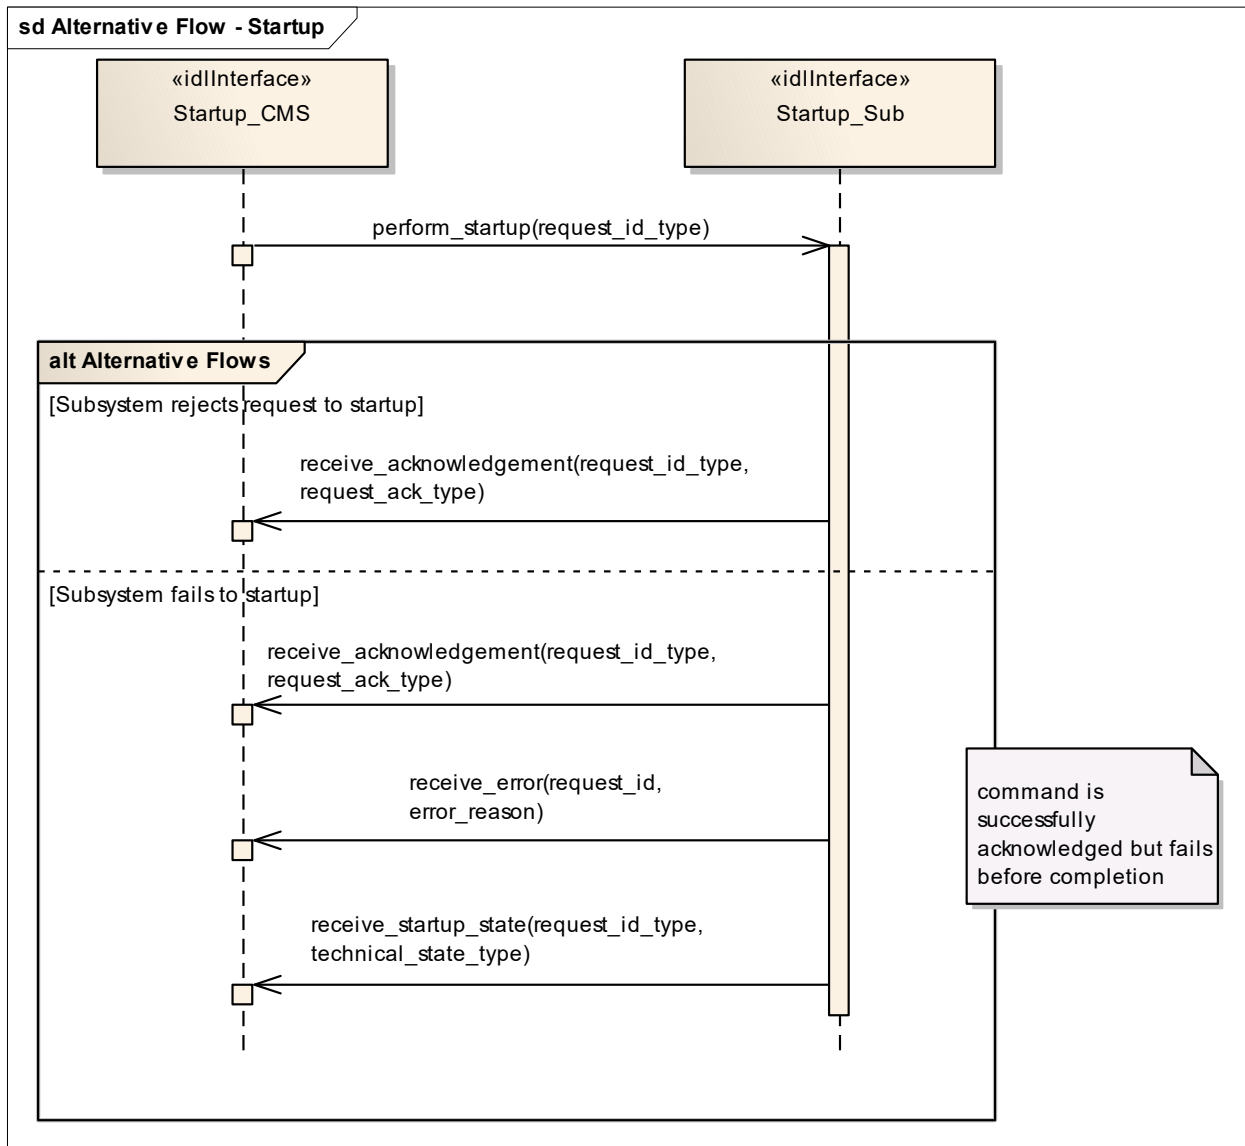 sd Alternative Flow - Startup
«idlInterface»
Startup_CMS
«idlInterface»
Startup_Sub
perform_startup(request_id_type)
alt Alternative Flows
[Subsystem rejects request to startup]
receive_acknowledgement(request_id_type,
request_ack_type)
[Subsystem fails to startup]
receive_acknowledgement(request_id_type,
request_ack_type)
receive_error(request_id,
error_reason)
command is
successfully
acknowledged but fails
before completion
receive_startup_state(request_id_type,
technical_state_type)